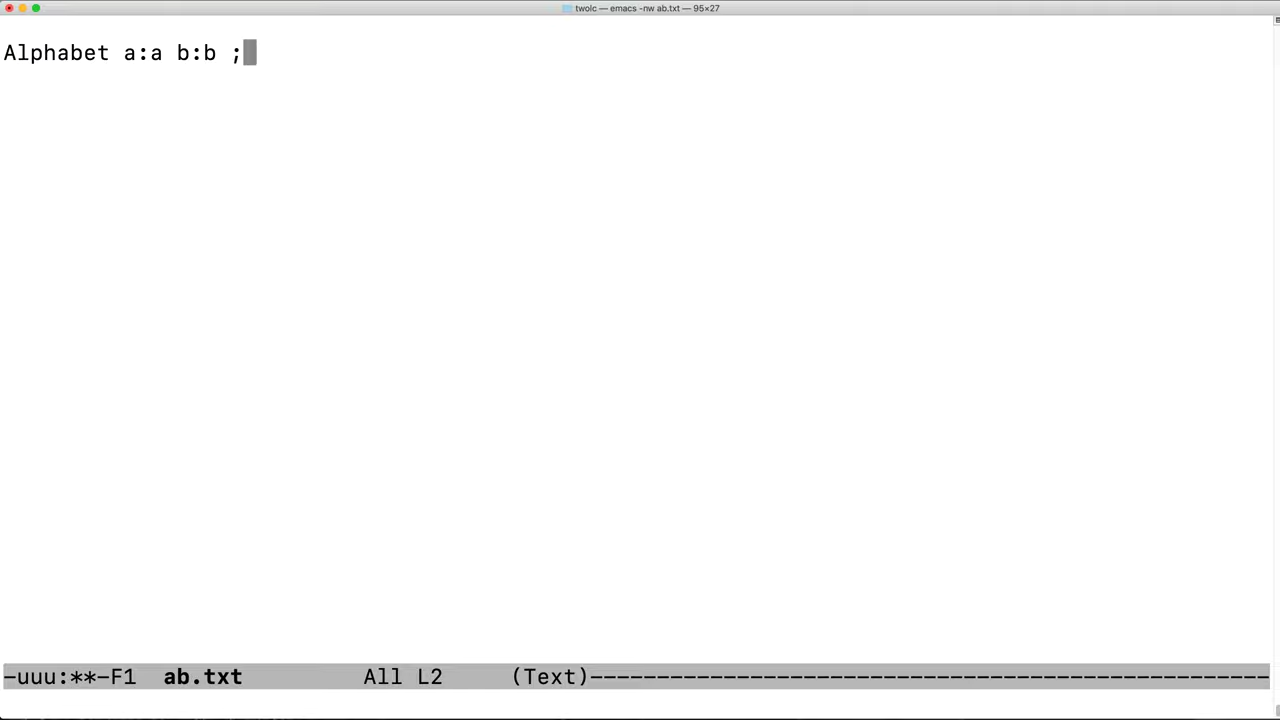 twolc — emacs -nw ab.txt — 95×27
Alphabet a:a b:b ;
-uuu:**-F1 ab.txt All L2 (Text)----------------------------------------------------